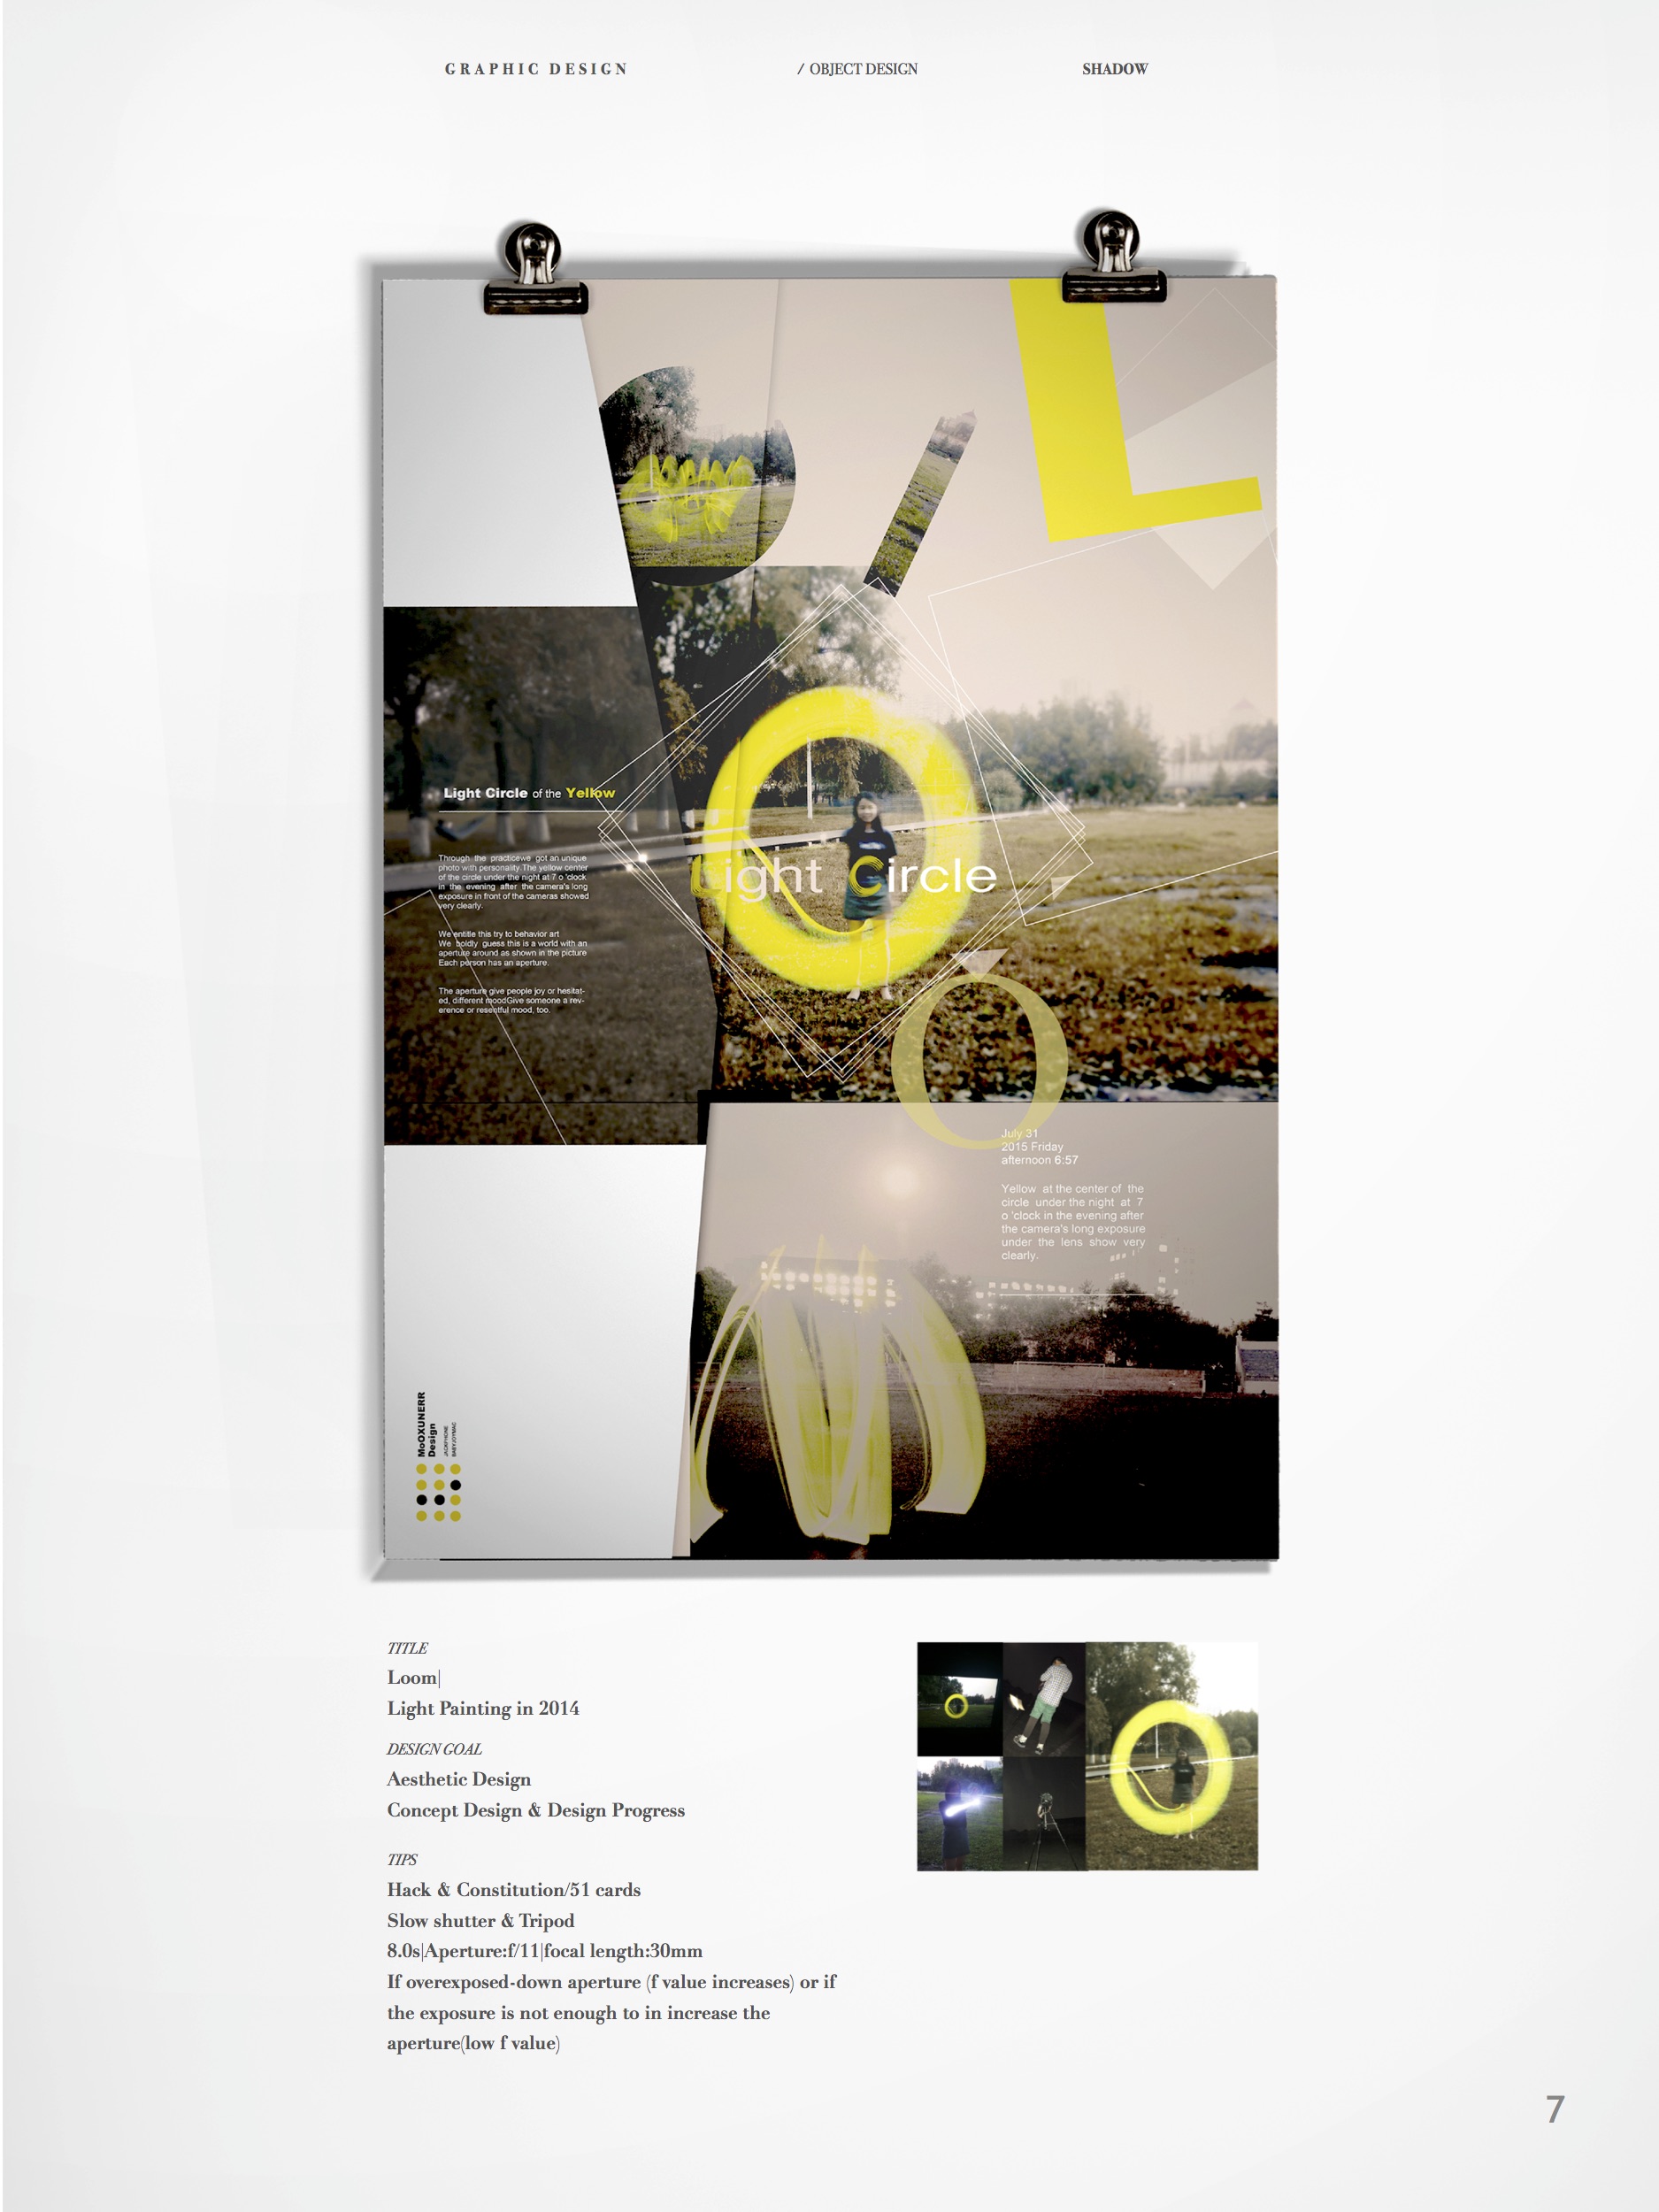 GRAPHIC DESIGN
/ OBJECT DESIGN
SHADOW
L
Light Circle of the Yellow
Through the practicewe got an unique
photo with personality.The yellow center
of the circle under the night at 7 o 'clock
in the evening after the camera's long
exposure in front of the cameras showed
very clearly.
We entitle this try to behavior art
We boldly guess this is a world with an
aperture around as shown in the picture
Each person has an aperture.
The aperture give people joy or hesitat-
ed, different moodGive someone a rev-
erence or resentful mood, too.
Light Circle
O
July 31
2015 Friday
afternoon 6:57
Yellow at the center of the
circle under the night at 7
o 'clock in the evening after
the camera's long exposure
under the lens show very
clearly.
MoOXUNERR
Design
JACKPHONE
BABYJOYMAC
TITLE
Loom|
Light Painting in 2014
DESIGN GOAL
Aesthetic Design
Concept Design & Design Progress
TIPS
Hack & Constitution/51 cards
Slow shutter & Tripod
8.0s|Aperture:f/11|focal length:30mm
If overexposed-down aperture (f value increases) or if
the exposure is not enough to in increase the
aperture(low f value)
7